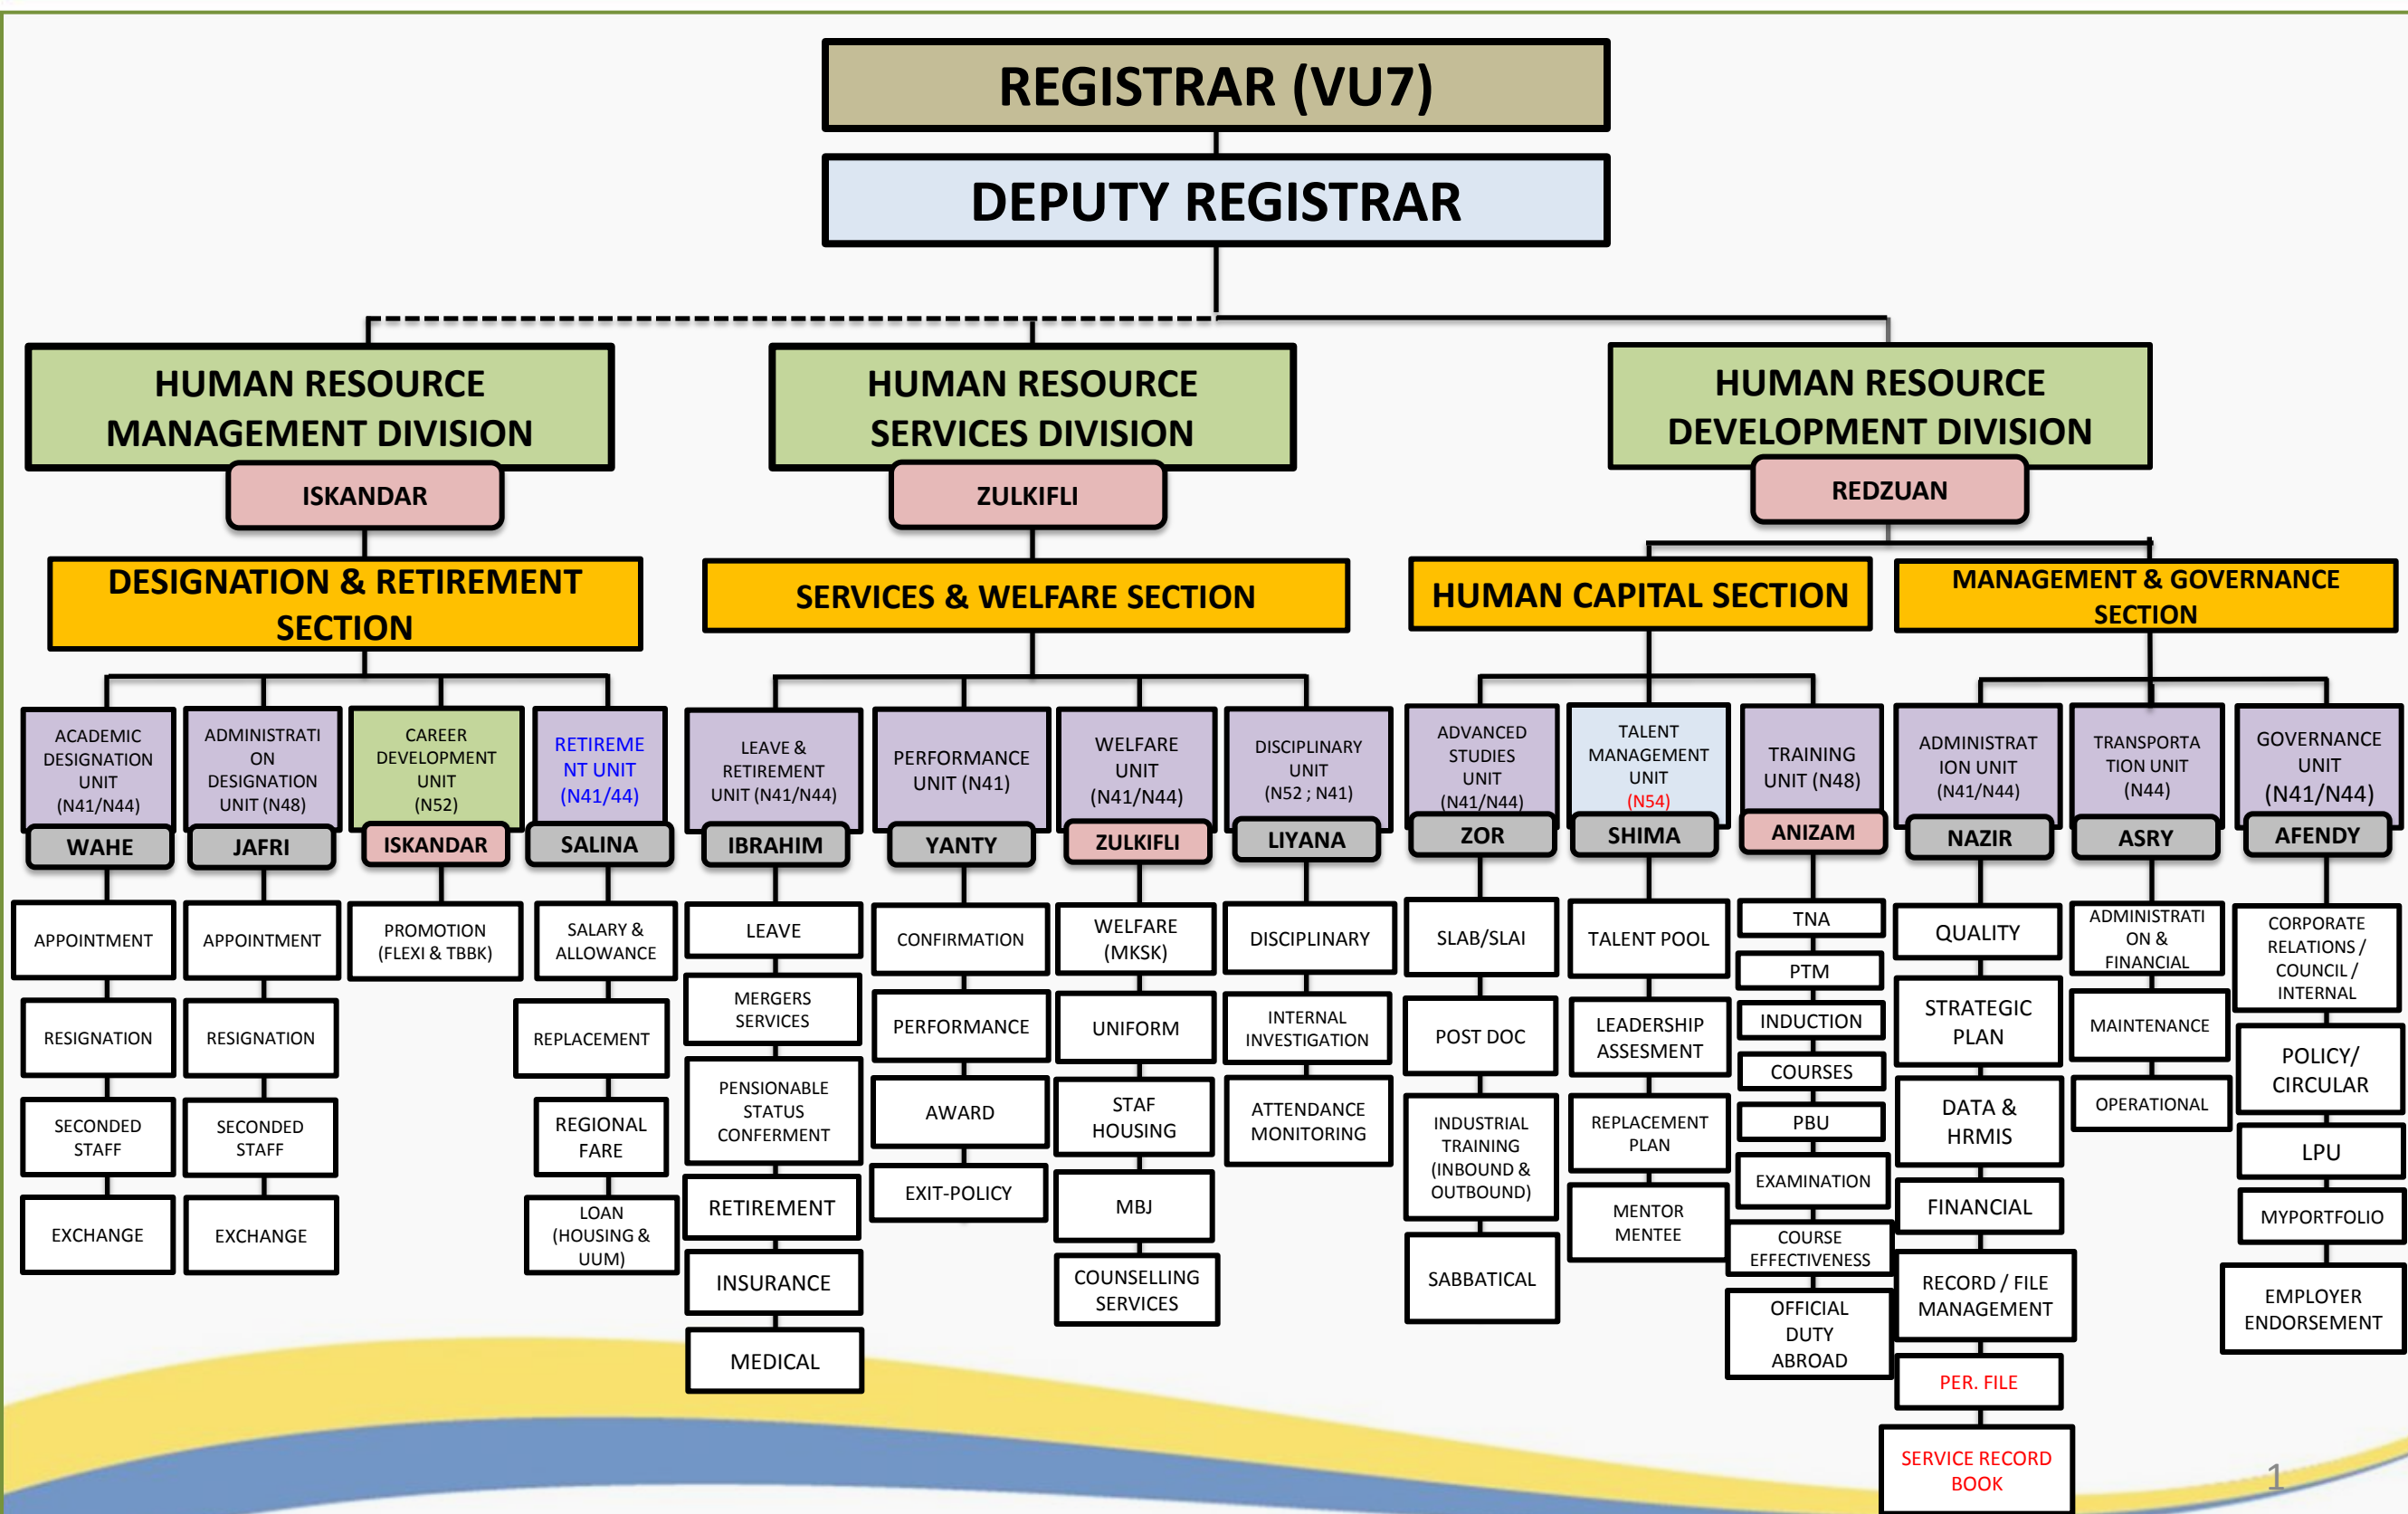 REGISTRAR (VU7)
DEPUTY REGISTRAR
HUMAN RESOURCE
MANAGEMENT DIVISION
ISKANDAR
HUMAN RESOURCE
SERVICES DIVISION
ZULKIFLI
HUMAN RESOURCE
DEVELOPMENT DIVISION
REDZUAN
DESIGNATION & RETIREMENT
SECTION
SERVICES & WELFARE SECTION
HUMAN CAPITAL SECTION
MANAGEMENT & GOVERNANCE
SECTION
ACADEMIC
DESIGNATION
UNIT
(N41/N44)
WAHE
APPOINTMENT
RESIGNATION
SECONDED
STAFF
EXCHANGE
ADMINISTRATI
ON
DESIGNATION
UNIT (N48)
JAFRI
APPOINTMENT
RESIGNATION
SECONDED
STAFF
EXCHANGE
CAREER
DEVELOPMENT
UNIT
(N52)
ISKANDAR
PROMOTION
(FLEXI & TBBK)
RETIREME
NT UNIT
(N41/44)
SALINA
SALARY &
ALLOWANCE
REPLACEMENT
REGIONAL
FARE
LOAN
(HOUSING &
UUM)
LEAVE &
RETIREMENT
UNIT (N41/N44)
IBRAHIM
LEAVE
MERGERS
SERVICES
PENSIONABLE
STATUS
CONFERMENT
RETIREMENT
INSURANCE
MEDICAL
PERFORMANCE
UNIT (N41)
YANTY
CONFIRMATION
PERFORMANCE
AWARD
EXIT-POLICY
WELFARE
UNIT
(N41/N44)
ZULKIFLI
WELFARE
(MKSK)
UNIFORM
STAF
HOUSING
MBJ
COUNSELLING
SERVICES
DISCIPLINARY
UNIT
(N52 ; N41)
LIYANA
DISCIPLINARY
INTERNAL
INVESTIGATION
ATTENDANCE
MONITORING
ADVANCED
STUDIES
UNIT
(N41/N44)
ZOR
SLAB/SLAI
POST DOC
INDUSTRIAL
TRAINING
(INBOUND &
OUTBOUND)
SABBATICAL
TALENT
MANAGEMENT
UNIT
(N54)
SHIMA
TALENT POOL
LEADERSHIP
ASSESMENT
REPLACEMENT
PLAN
MENTOR
MENTEE
TRAINING
UNIT (N48)
ANIZAM
TNA
PTM
INDUCTION
COURSES
PBU
EXAMINATION
COURSE
EFFECTIVENESS
OFFICIAL
DUTY
ABROAD
ADMINISTRAT
ION UNIT
(N41/N44)
NAZIR
QUALITY
STRATEGIC
PLAN
DATA &
HRMIS
FINANCIAL
RECORD / FILE
MANAGEMENT
PER. FILE
SERVICE RECORD
BOOK
TRANSPORTA
TION UNIT
(N44)
ASRY
ADMINISTRATI
ON &
FINANCIAL
MAINTENANCE
OPERATIONAL
GOVERNANCE
UNIT
(N41/N44)
AFENDY
CORPORATE
RELATIONS /
COUNCIL /
INTERNAL
POLICY/
CIRCULAR
LPU
MYPORTFOLIO
EMPLOYER
ENDORSEMENT
1